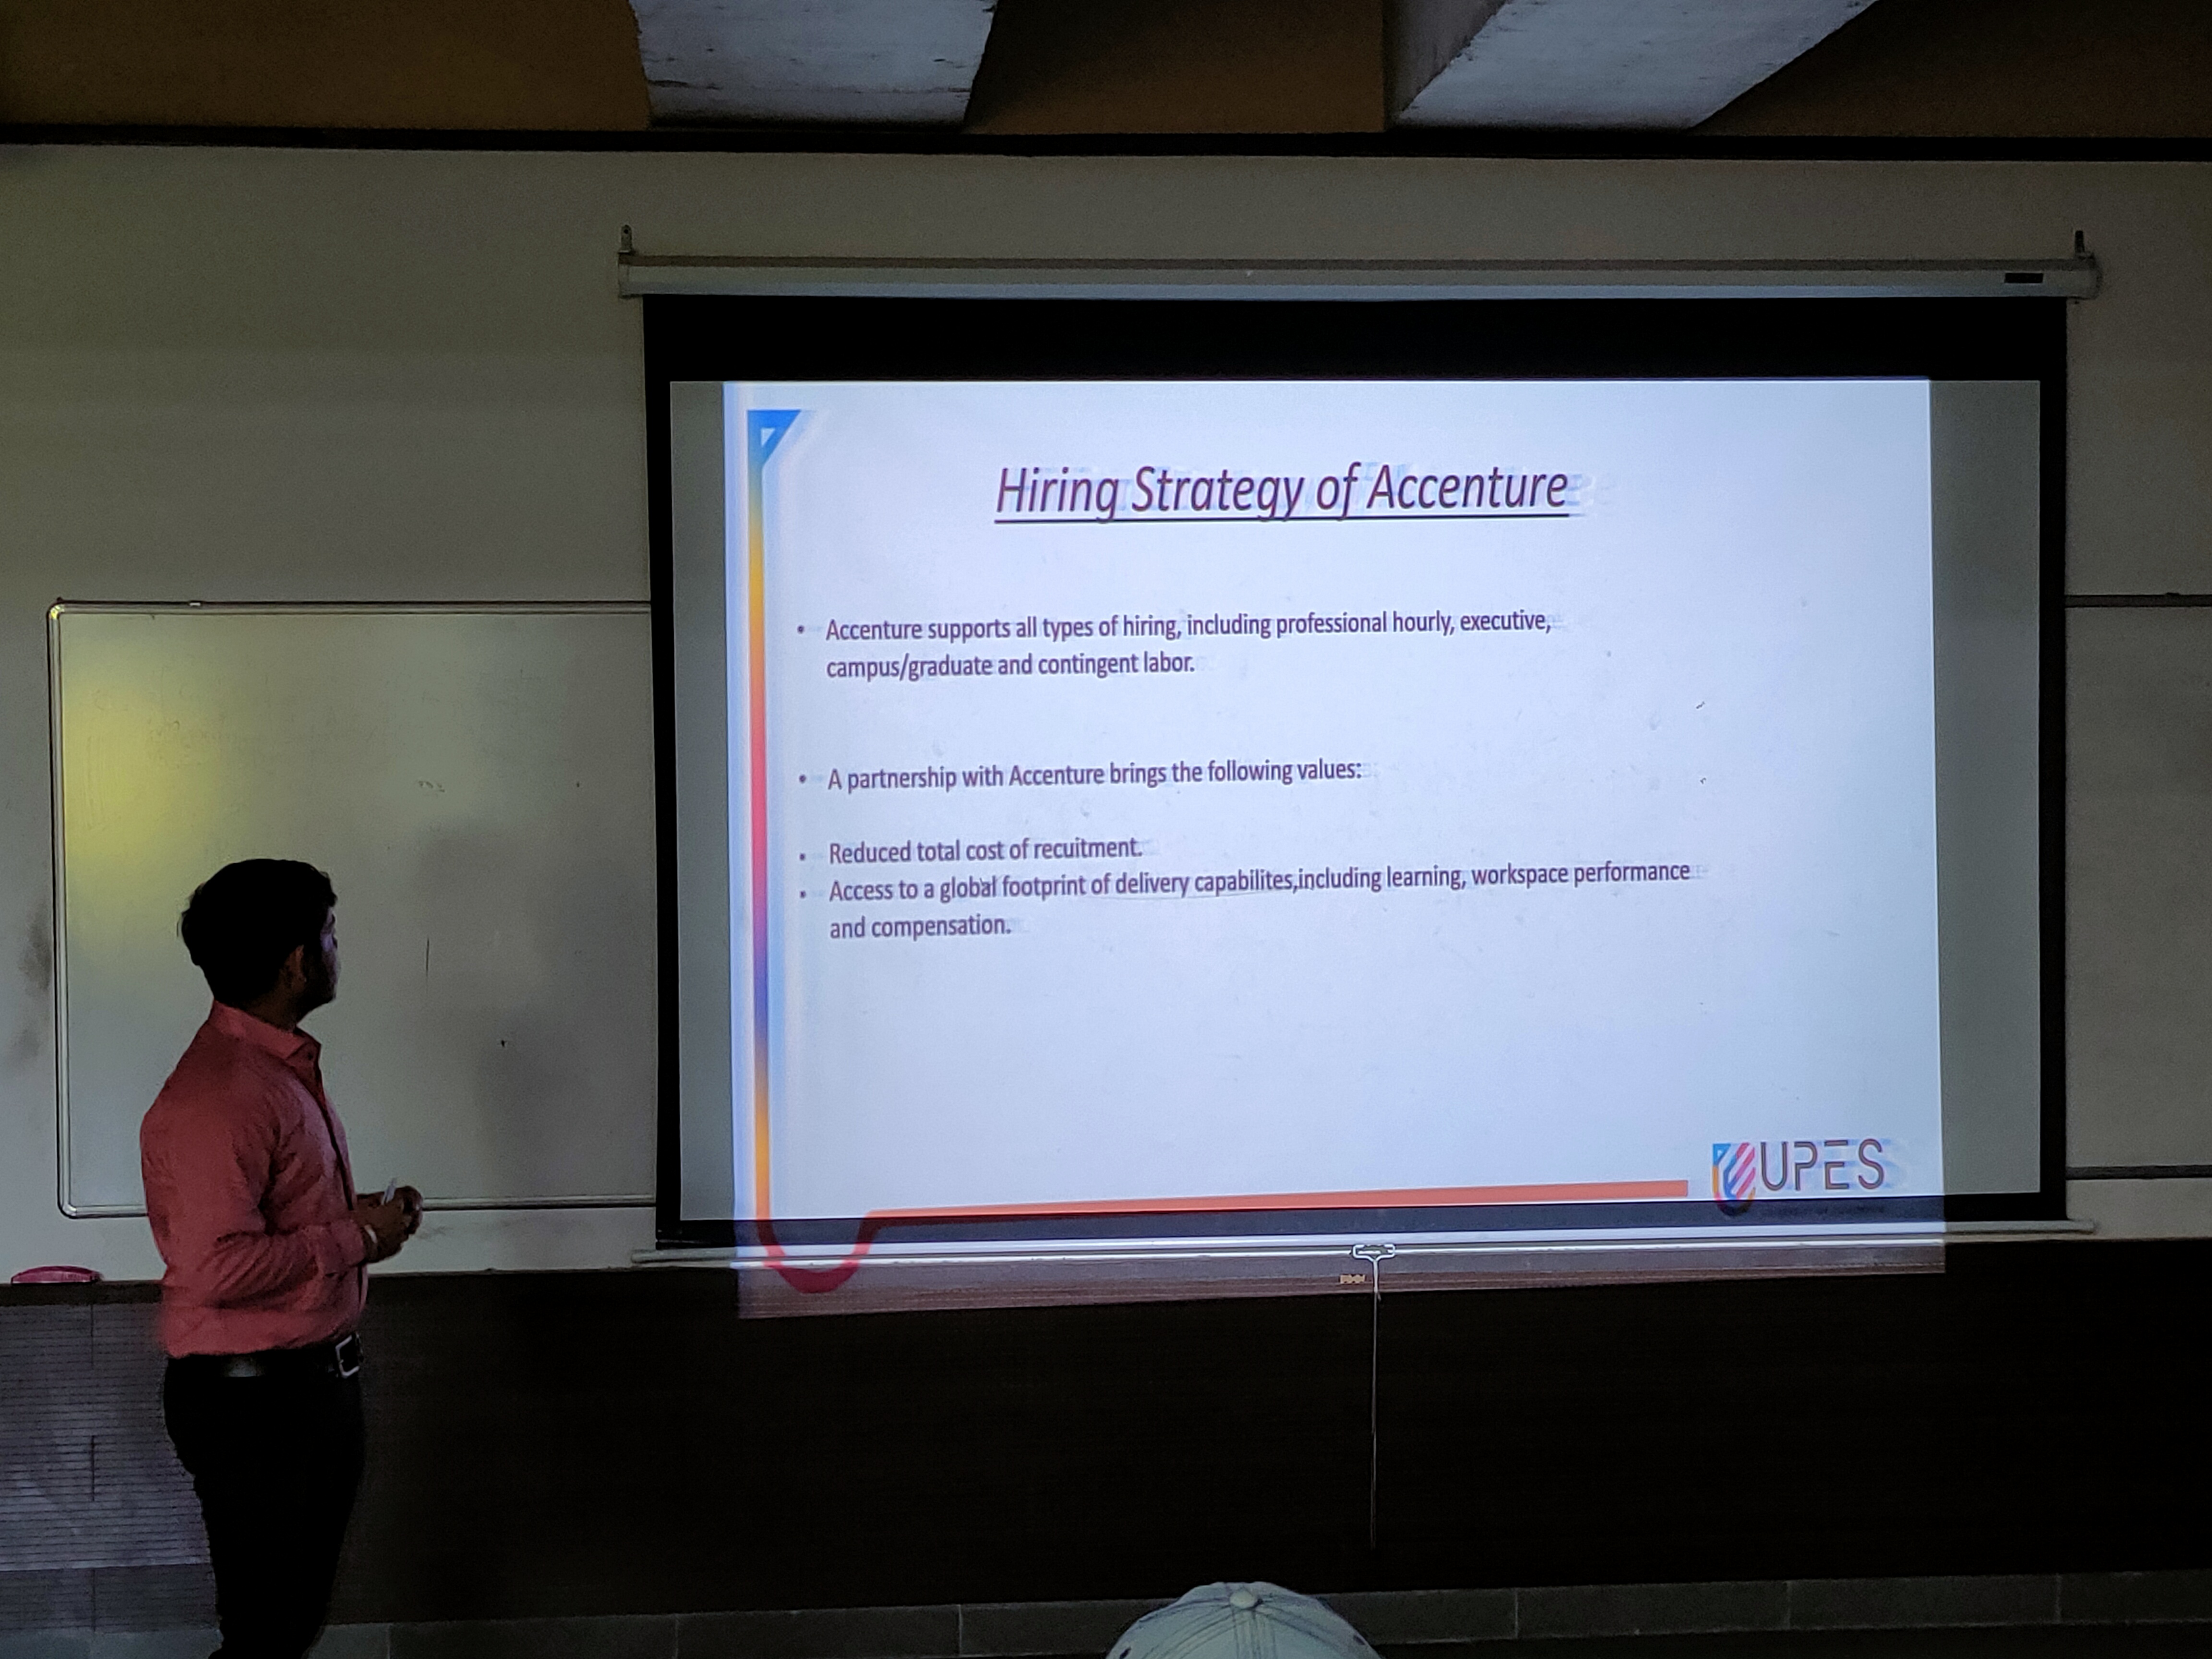 Hiring Strategy of Accenture
• Accenture supports all types of hiring, including professional hourly, executive,
campus/graduate and contingent labor.
• A partnership with Accenture brings the following values:
• Reduced total cost of recuitment.
• Access to a global footprint of delivery capabilites,including learning, workspace performance
and compensation.
UPES